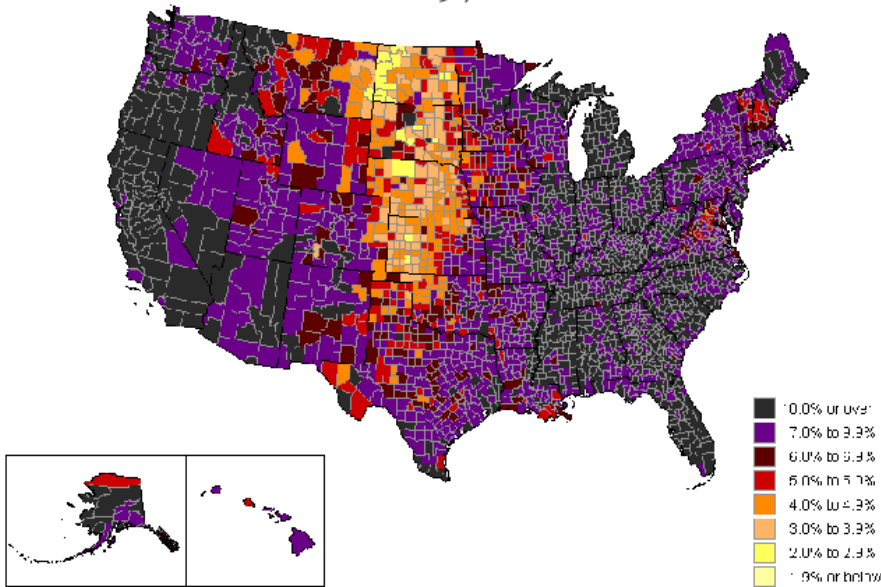 10.0% or over
7.0% to 9.9%
6.0% to 6.9%
5.0% to 5.9%
4.0% to 4.9%
3.0% to 3.9%
2.0% to 2.9%
1.9% or below